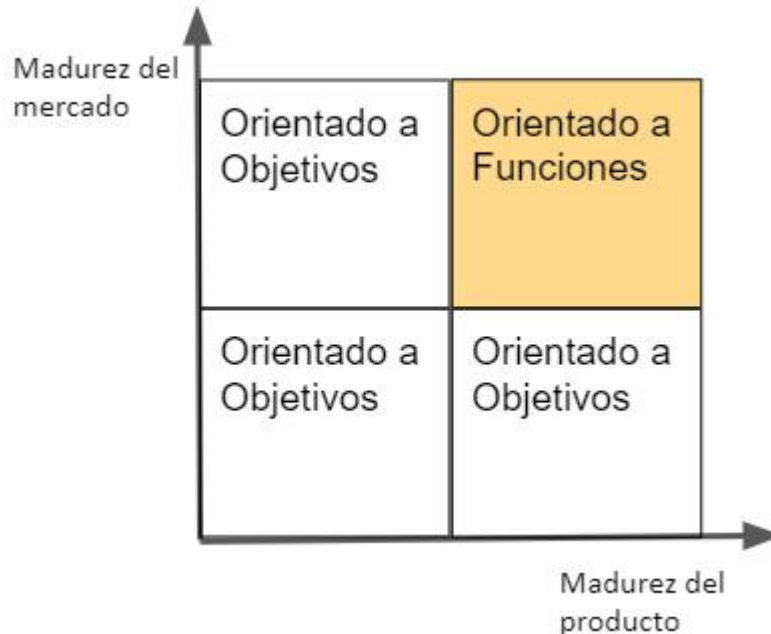 Madurez del
mercado
Orientado a
Objetivos
Orientado a
Funciones
Orientado a
Objetivos
Orientado a
Objetivos
Madurez del
producto